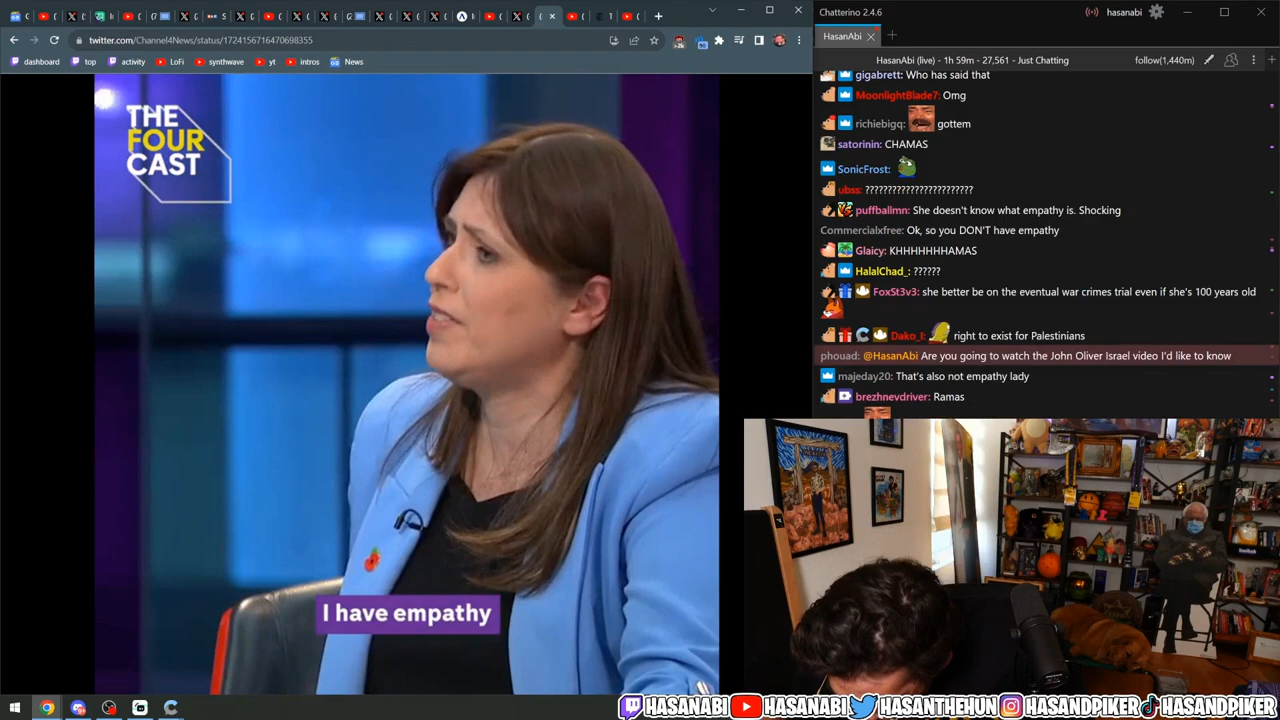 twitter.com/Channel4News/status/1724156716470698355
dashboard
top
activity
LoFi
synthwave
yt
intros
News
THE
FOUR
CAST
I have empathy
Chatterino 2.4.6
hasanabi
HasanAbi
HasanAbi (live) - 1h 59m - 27,561 - Just Chatting
follow(1,440m)
gigabrett: Who has said that
MoonlightBlade7: Omg
richiebigq: gottem
satorinin: CHAMAS
SonicFrost:
ubss: ????????????????????????
puffballmn: She doesn't know what empathy is. Shocking
Commercialxfree: Ok, so you DON'T have empathy
Glaicy: KHHHHHHHAMAS
HalalChad_: ??????
FoxSt3v3: she better be on the eventual war crimes trial even if she's 100 years old
Dako_I: right to exist for Palestinians
phouad: @HasanAbi Are you going to watch the John Oliver Israel video I'd like to know
majeday20: That's also not empathy lady
brezhnevdriver: Ramas
HASANABI HASANABI HASANTHEHUN HASANDPIKER HASANDPIKER